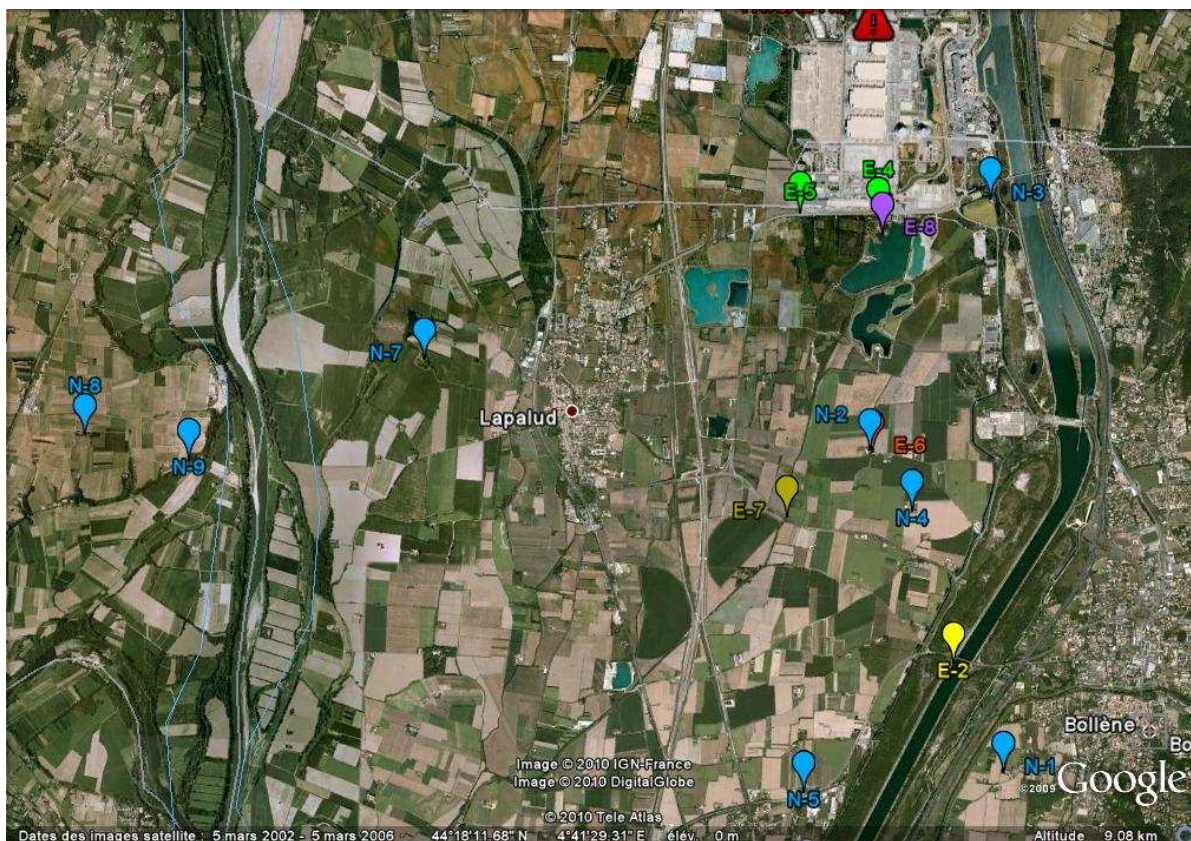 E-5
E-4
N-3
E-8
N-7
N-8
N-9
Lapalud
N-2
E-6
E-7
N-4
E-2
Bollène
N-5
N-1
Image © 2010 IGN-France
Image © 2010 DigitalGlobe
© 2010 Tele Atlas
© 2009 Google
Dates des images satellite : 5 mars 2002 - 5 mars 2006 44°18'11.68" N 4°41'29.31" E élév. 0 m Altitude 9.08 km